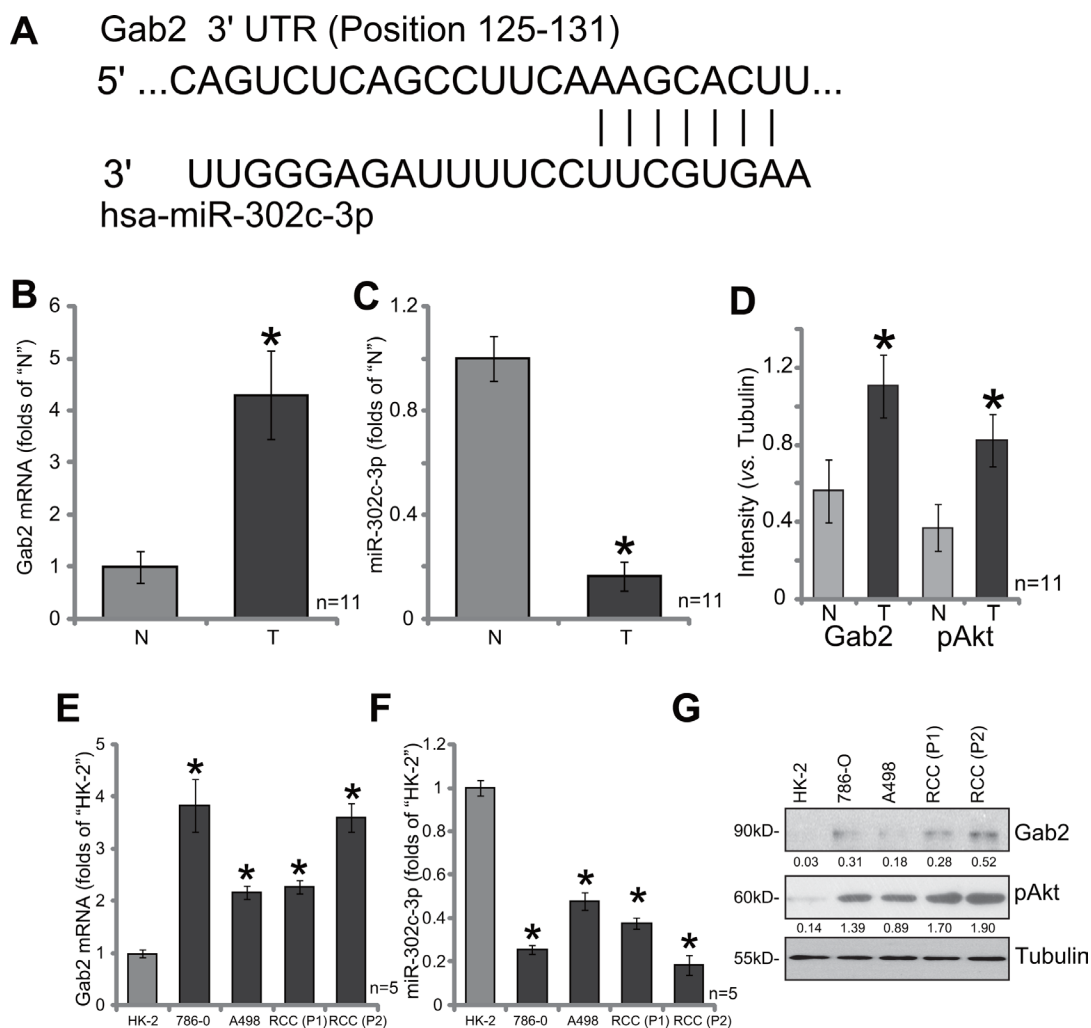 A
Gab2 3' UTR (Position 125-131)
5' ...CAGUCUCAGCCUUCAAAGCACUU...
3' UUGGGAGAUUUUCCUUCGUGAA
hsa-miR-302c-3p
B
Gab2 mRNA (folds of “N”)
6
5
4
3
2
1
0
*
N T
n=11
C
miR-302c-3p (folds of “N”)
1.2
0.8
0.4
0
*
N T
n=11
D
Intensity (vs. Tubulin)
1.2
0.8
0.4
0
* *
N T N T
Gab2 pAkt
n=11
E
Gab2 mRNA (folds of “HK-2”)
5
4
3
2
1
0
* * * *
HK-2 786-0 A498 RCC (P1) RCC (P2)
n=5
F
miR-302c-3p (folds of “HK-2”)
1.2
1
0.8
0.6
0.4
0.2
0
* * * *
HK-2 786-0 A498 RCC (P1) RCC (P2)
n=5
G
HK-2 786-O A498 RCC (P1) RCC (P2)
90kD- Gab2
0.03 0.31 0.18 0.28 0.52
60kD- pAkt
0.14 1.39 0.89 1.70 1.90
55kD- Tubulin